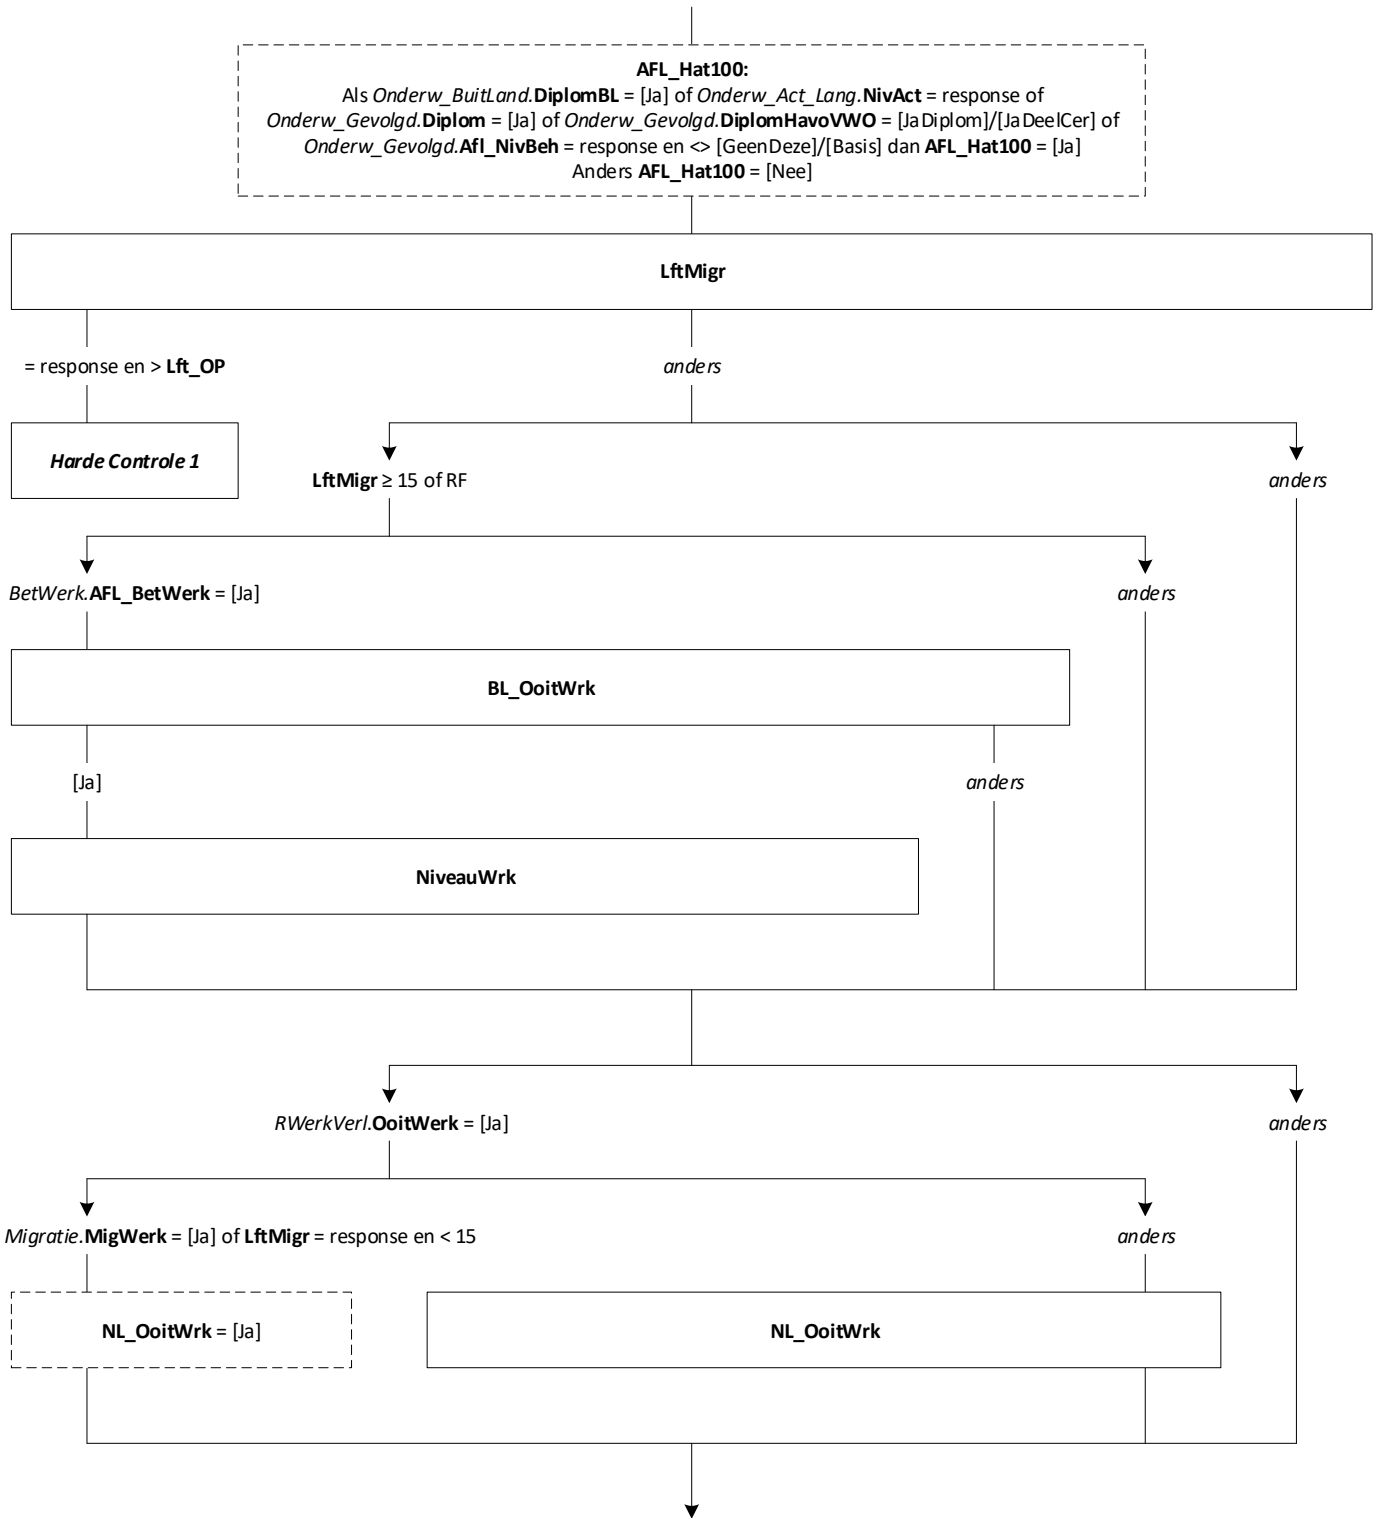 AFL_Hat100:
Als Onderw_BuitLand.DiplomBL = [Ja] of Onderw_Act_Lang.NivAct = response of
Onderw_Gevolgd.Diplom = [Ja] of Onderw_Gevolgd.DiplomHavoVWO = [JaDiplom]/[JaDeelCer] of
Onderw_Gevolgd.Afl_NivBeh = response en <> [GeenDeze]/[Basis] dan AFL_Hat100 = [Ja]
Anders AFL_Hat100 = [Nee]
LftMigr
= response en > Lft_OP
anders
Harde Controle 1
LftMigr ≥ 15 of RF
anders
BetWerk.AFL_BetWerk = [Ja]
anders
BL_OoitWrk
[Ja]
anders
NiveauWrk
RWerkVerl.OoitWerk = [Ja]
anders
Migratie.MigWerk = [Ja] of LftMigr = response en < 15
anders
NL_OoitWrk = [Ja]
NL_OoitWrk